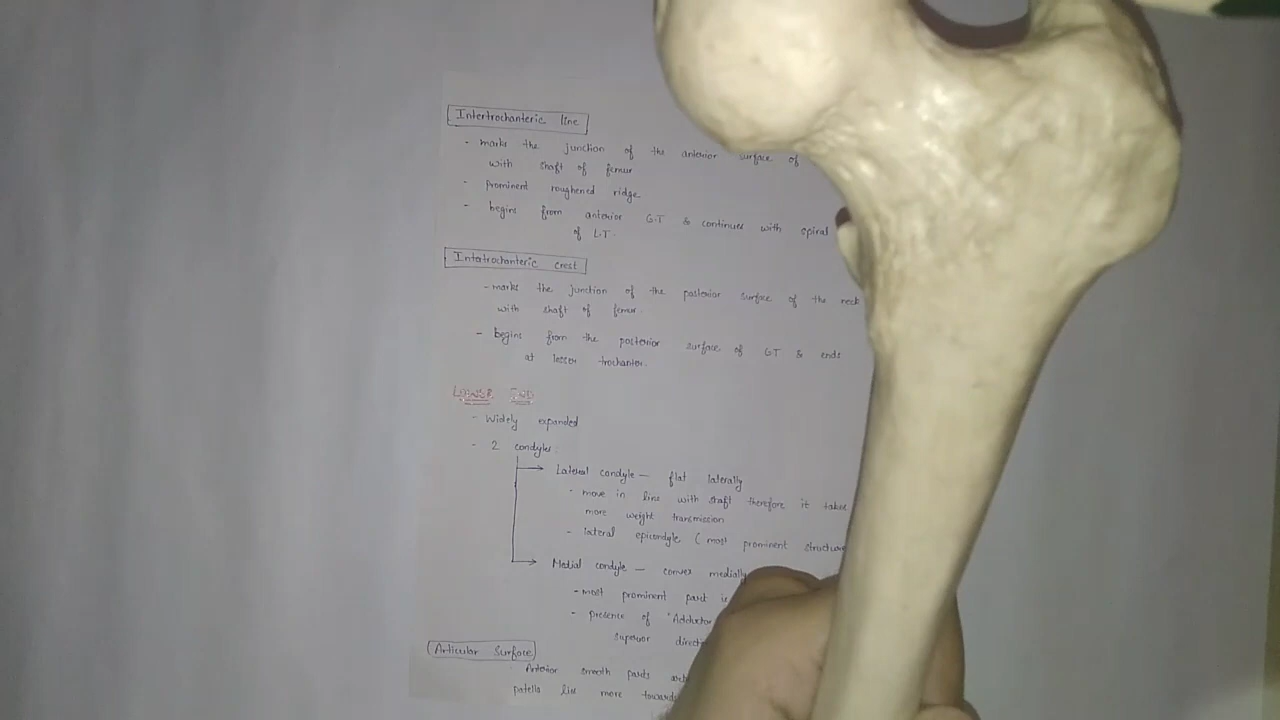 Intertrochanteric line
- marks the junction of the anterior surface of
with shaft of femur
- prominent roughened ridge
- begins from anterior G.T & continues with spiral
of L.T.
Intatrochanteric crest
- marks the junction of the posterior surface of the neck
with shaft of femur.
- begins from the posterior surface of GT & ends
at lesser trochanter.
LOWER END
- Widely expanded
- 2 condyles
Lateral condyle — flat laterally
- move in line with shaft therefore it takes
more weight transmission
- lateral epicondyle (most prominent structure
Medial condyle — convex medially
- most prominent part is
- presence of 'Adductor
superior
Articular Surface
Anterior smooth parts
patella lies more towards